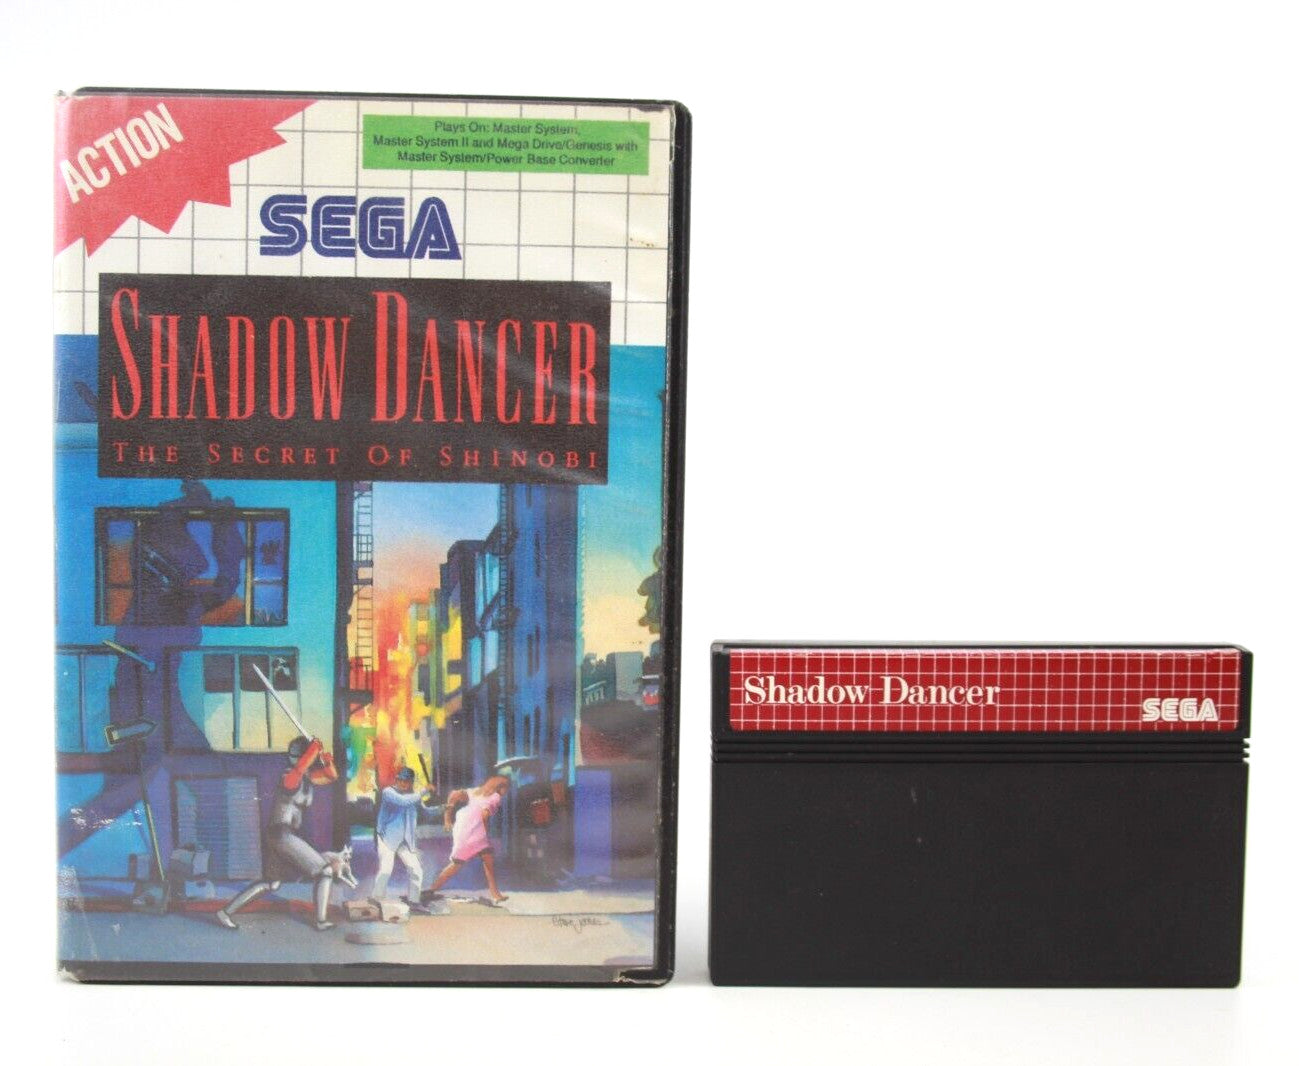 ACTION
Plays On: Master System,
Master System II and Mega Drive/Genesis with
Master System/Power Base Converter
SEGA
SHADOW DANCER
THE SECRET OF SHINOBI
Shadow Dancer
SEGA